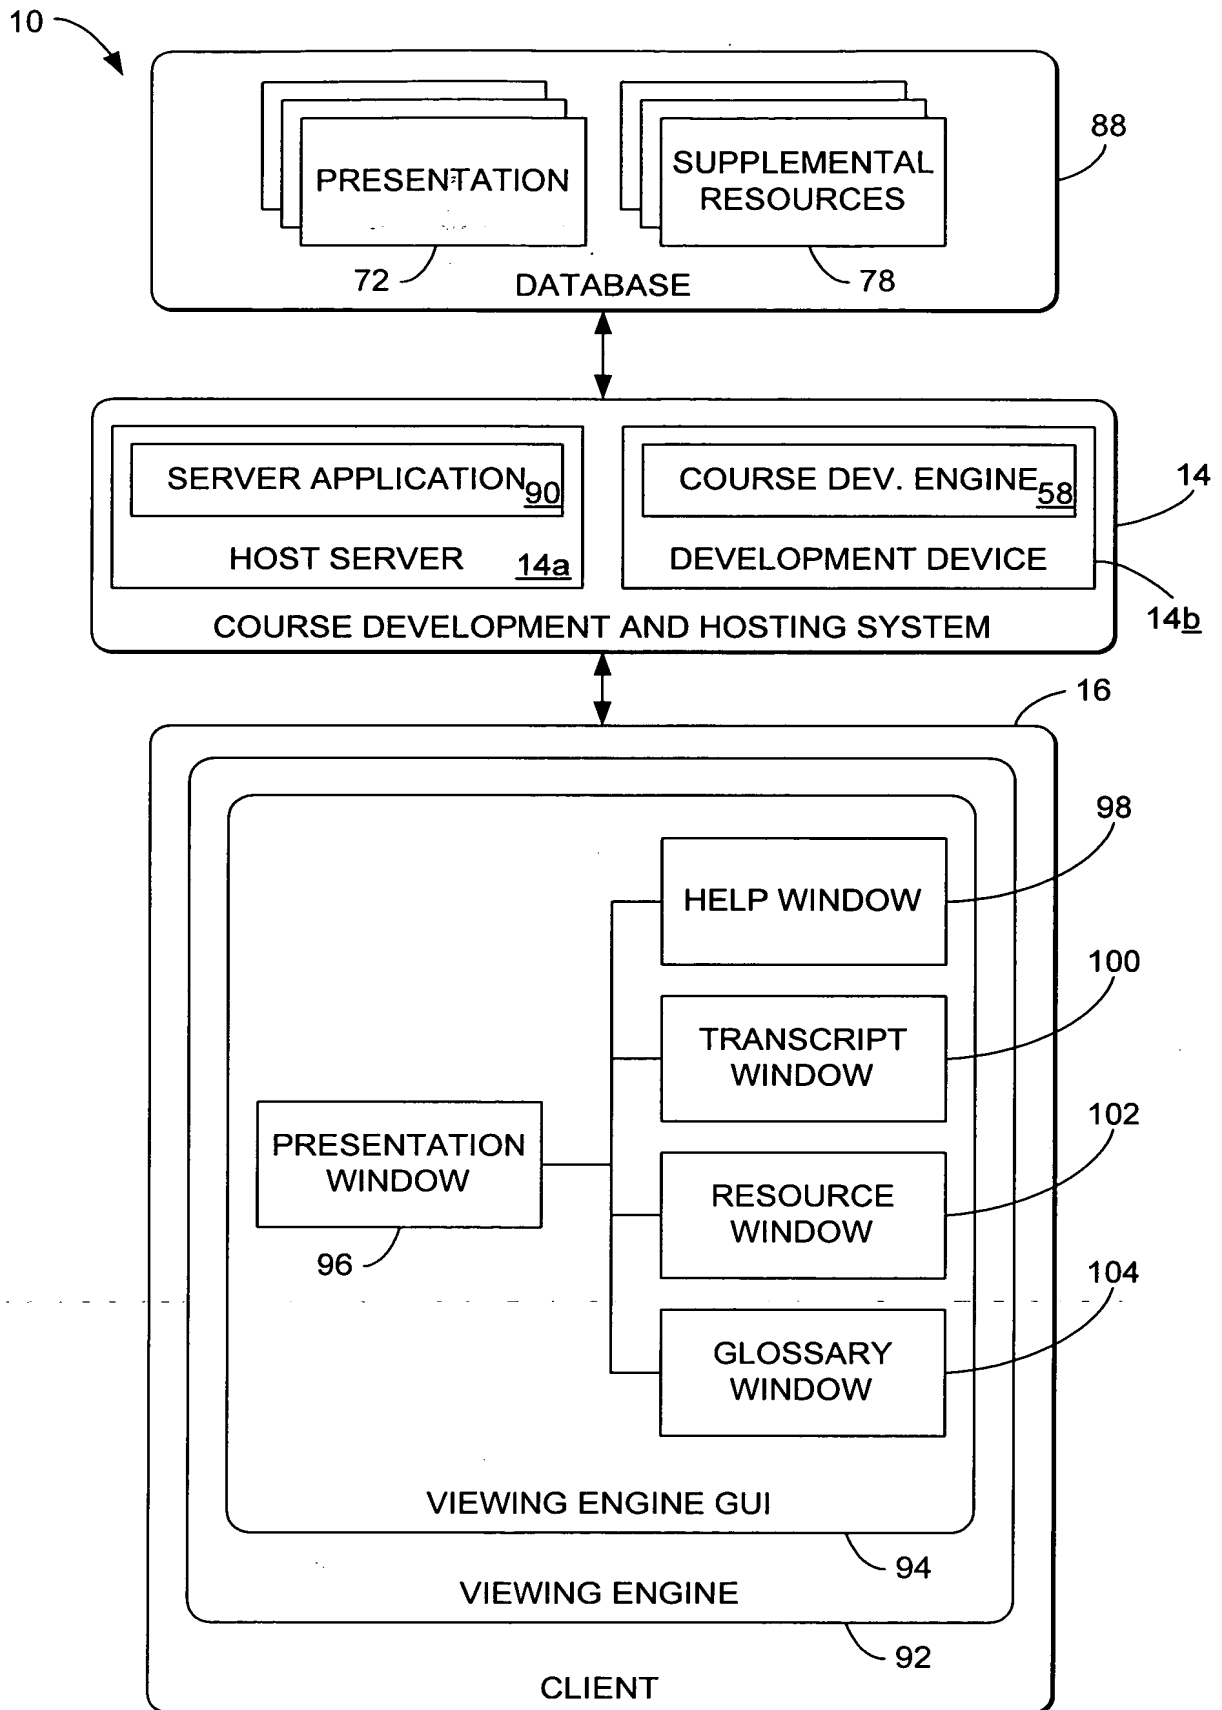 10
PRESENTATION
SUPPLEMENTAL
RESOURCES
88
72
78
DATABASE
SERVER APPLICATION
90
COURSE DEV. ENGINE
58
14
HOST SERVER
14a
DEVELOPMENT DEVICE
14b
COURSE DEVELOPMENT AND HOSTING SYSTEM
16
98
HELP WINDOW
100
TRANSCRIPT
WINDOW
102
PRESENTATION
WINDOW
96
RESOURCE
WINDOW
104
GLOSSARY
WINDOW
VIEWING ENGINE GUI
94
VIEWING ENGINE
92
CLIENT